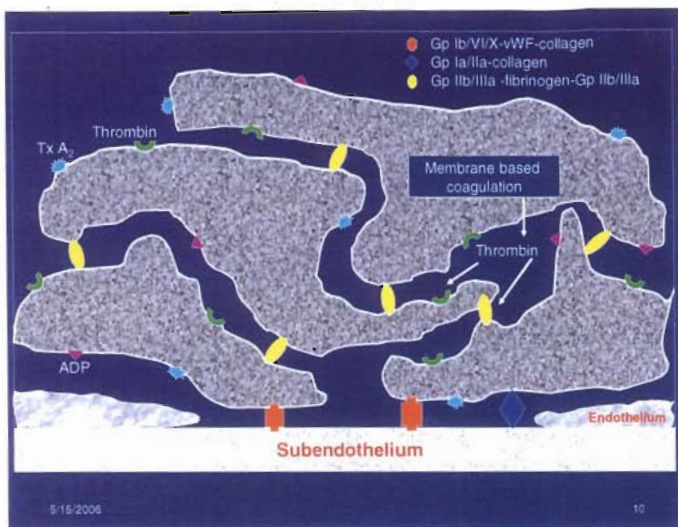 Gp Ib/VI/X-vWF-collagen
Gp Ia/IIa-collagen
Gp IIb/IIIa -fibrinogen-Gp IIb/IIIa
Thrombin
Tx A2
Membrane based
coagulation
Thrombin
ADP
Endothelium
Subendothelium
5/15/2006
10